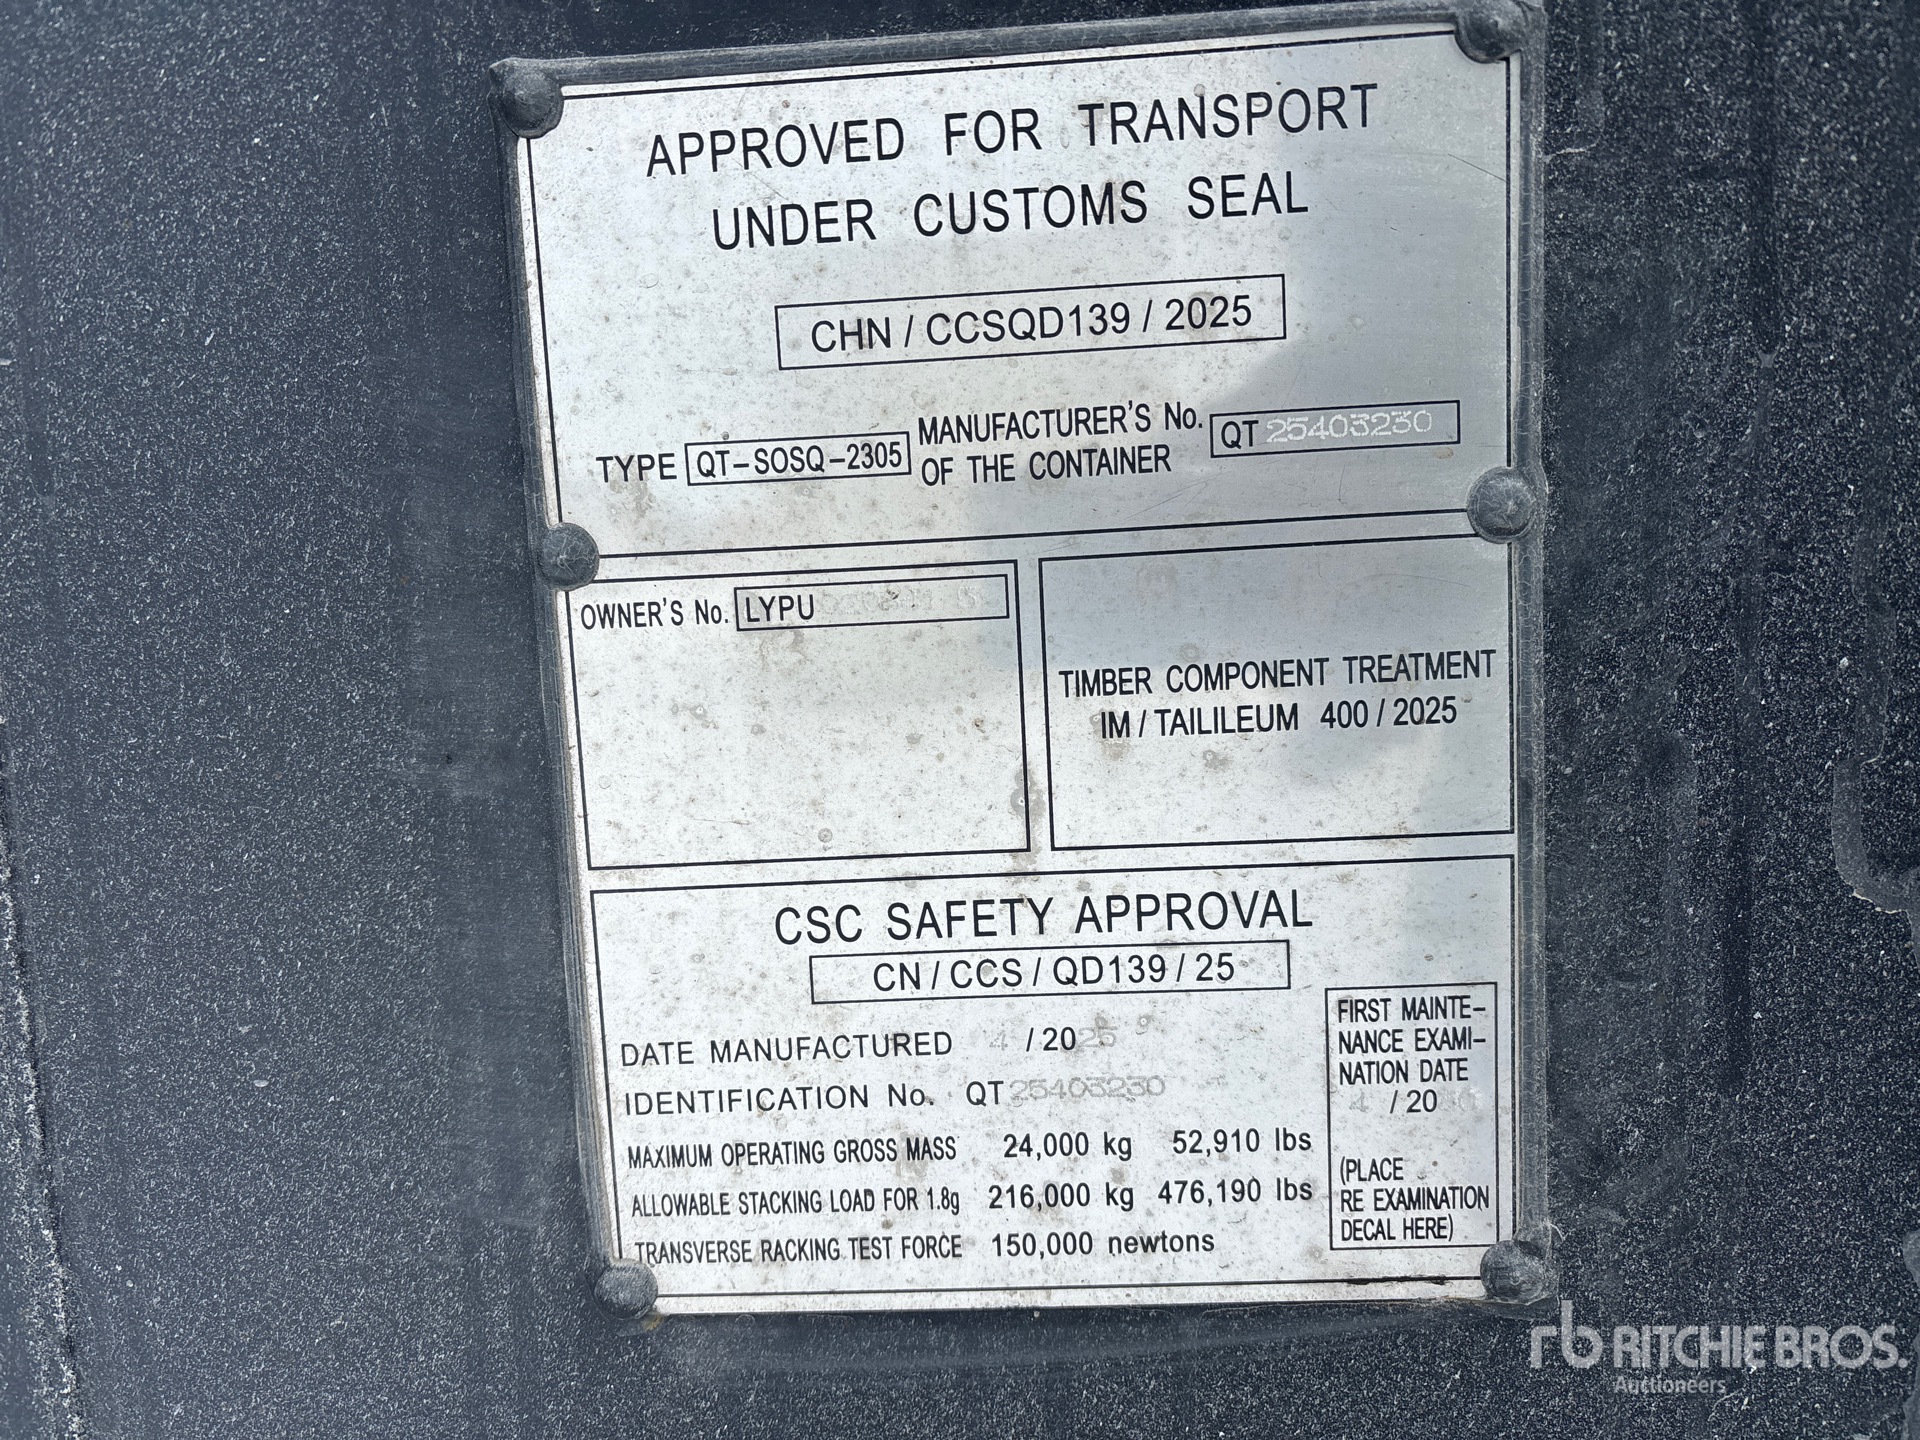 APPROVED FOR TRANSPORT
UNDER CUSTOMS SEAL
CHN / CCSQD139 / 2025
TYPE QT-SOSQ-2305 MANUFACTURER'S No. OF THE CONTAINER QT 25403230
OWNER'S No. LYPU
TIMBER COMPONENT TREATMENT
IM / TAILILEUM 400 / 2025
CSC SAFETY APPROVAL
CN / CCS / QD139 / 25
DATE MANUFACTURED 4 / 2025
IDENTIFICATION No. QT 25403230
MAXIMUM OPERATING GROSS MASS 24,000 kg 52,910 lbs
ALLOWABLE STACKING LOAD FOR 1.8g 216,000 kg 476,190 lbs
TRANSVERSE RACKING TEST FORCE 150,000 newtons
FIRST MAINTE-
NANCE EXAMI-
NATION DATE
4 / 20
(PLACE
RE EXAMINATION
DECAL HERE)
rb RITCHIE BROS.
Auctioneers